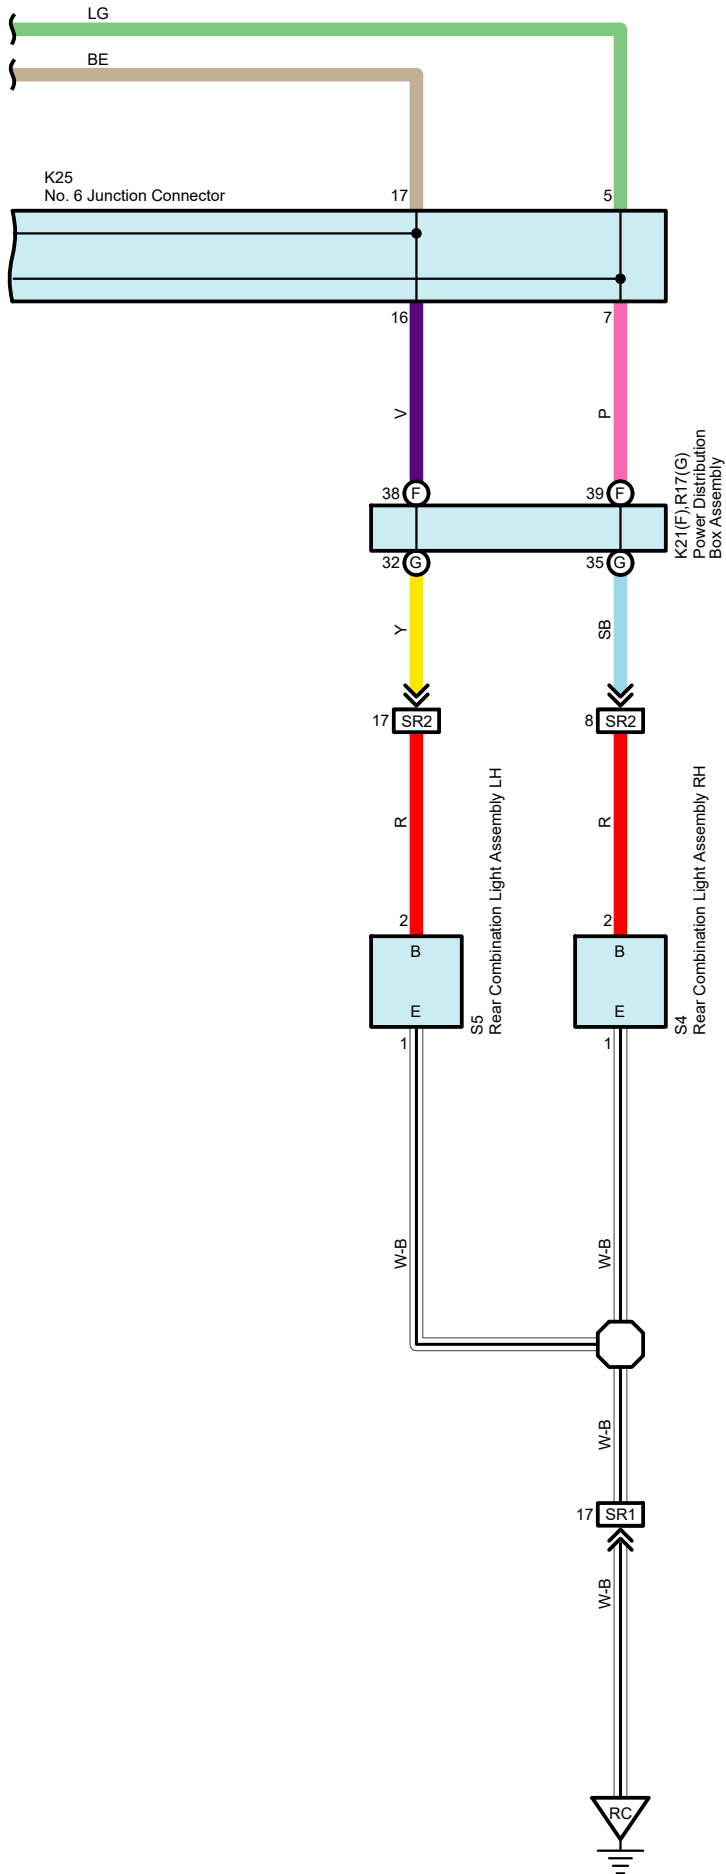 LG
BE
K25
No. 6 Junction Connector
17
5
16
7
V
P
38 F
39 F
K21(F),R17(G)
Power Distribution
Box Assembly
32 G
35 G
Y
SB
17 SR2
8 SR2
R
R
2
2
B
B
E
E
S5
Rear Combination Light Assembly LH
S4
Rear Combination Light Assembly RH
1
1
W-B
W-B
W-B
17 SR1
W-B
RC